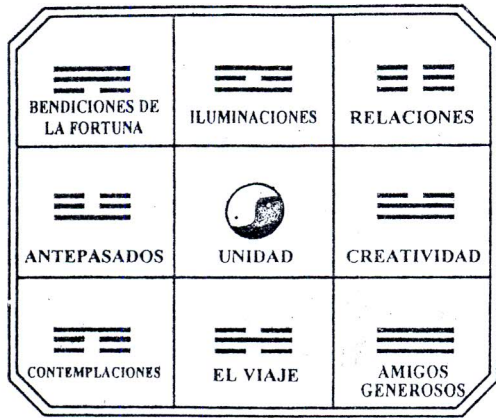 BENDICIONES DE
LA FORTUNA
ILUMINACIONES
RELACIONES
ANTEPASADOS
UNIDAD
CREATIVIDAD
CONTEMPLACIONES
EL VIAJE
AMIGOS
GENEROSOS